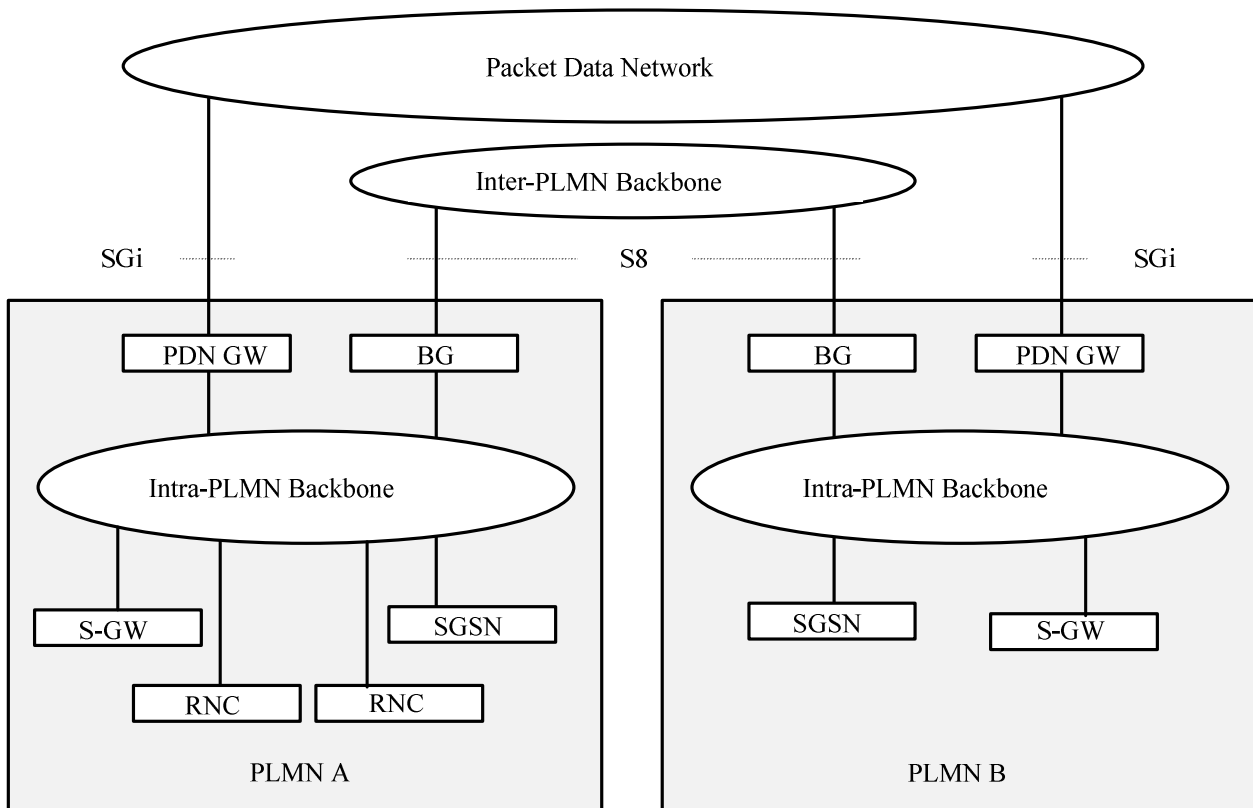 Packet Data Network
Inter-PLMN Backbone
SGi
S8
SGi
PDN GW
BG
BG
PDN GW
Intra-PLMN Backbone
Intra-PLMN Backbone
S-GW
SGSN
SGSN
S-GW
RNC
RNC
PLMN A
PLMN B